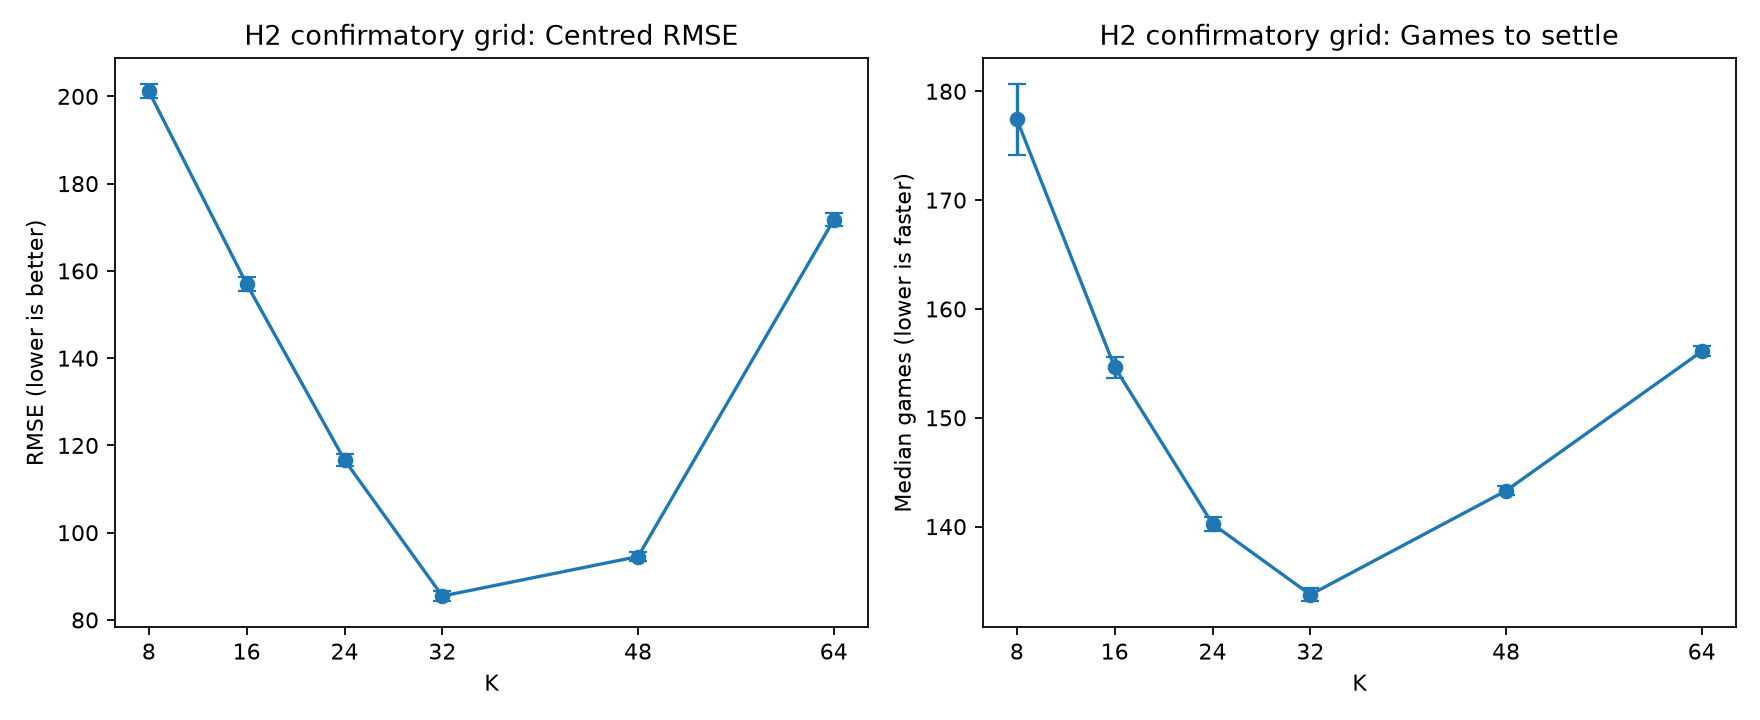 H2 confirmatory grid: Centred RMSE
RMSE (lower is better)
200
180
160
140
120
100
80
8 16 24 32 48 64
K
H2 confirmatory grid: Games to settle
Median games (lower is faster)
180
170
160
150
140
8 16 24 32 48 64
K